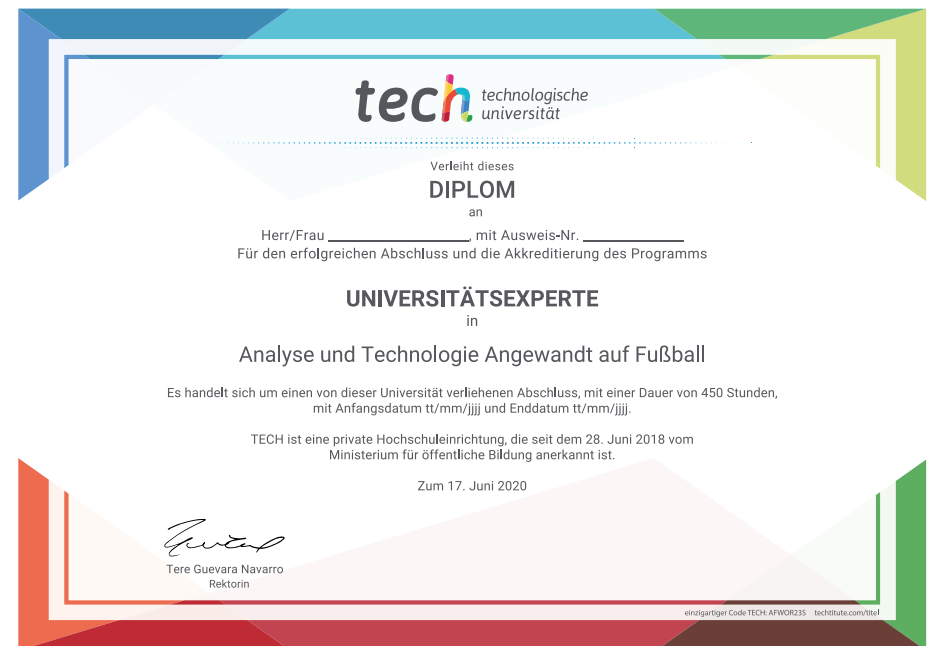 tech technologische
universität
Verleiht dieses
DIPLOM
an
Herr/Frau ____________________, mit Ausweis-Nr. ______________
Für den erfolgreichen Abschluss und die Akkreditierung des Programms
UNIVERSITÄTSEXPERTE
in
Analyse und Technologie Angewandt auf Fußball
Es handelt sich um einen von dieser Universität verliehenen Abschluss, mit einer Dauer von 450 Stunden,
mit Anfangsdatum tt/mm/jjjj und Enddatum tt/mm/jjjj.
TECH ist eine private Hochschuleinrichtung, die seit dem 28. Juni 2018 vom
Ministerium für öffentliche Bildung anerkannt ist.
Zum 17. Juni 2020
Tere Guevara Navarro
Rektorin
einzigartiger Code TECH: AFWOR23S techtitute.com/titel